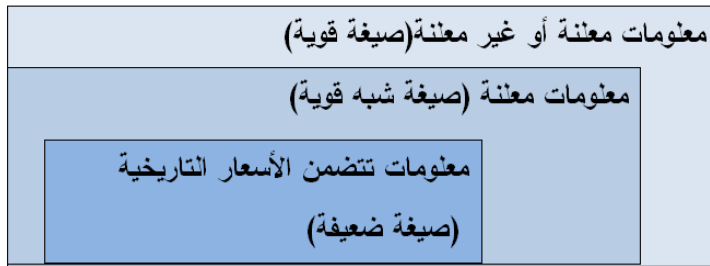 معلومات معلنة أو غير معلنة(صيغة قوية)
معلومات معلنة (صيغة شبه قوية)
معلومات تتضمن الأسعار التاريخية
(صيغة ضعيفة)